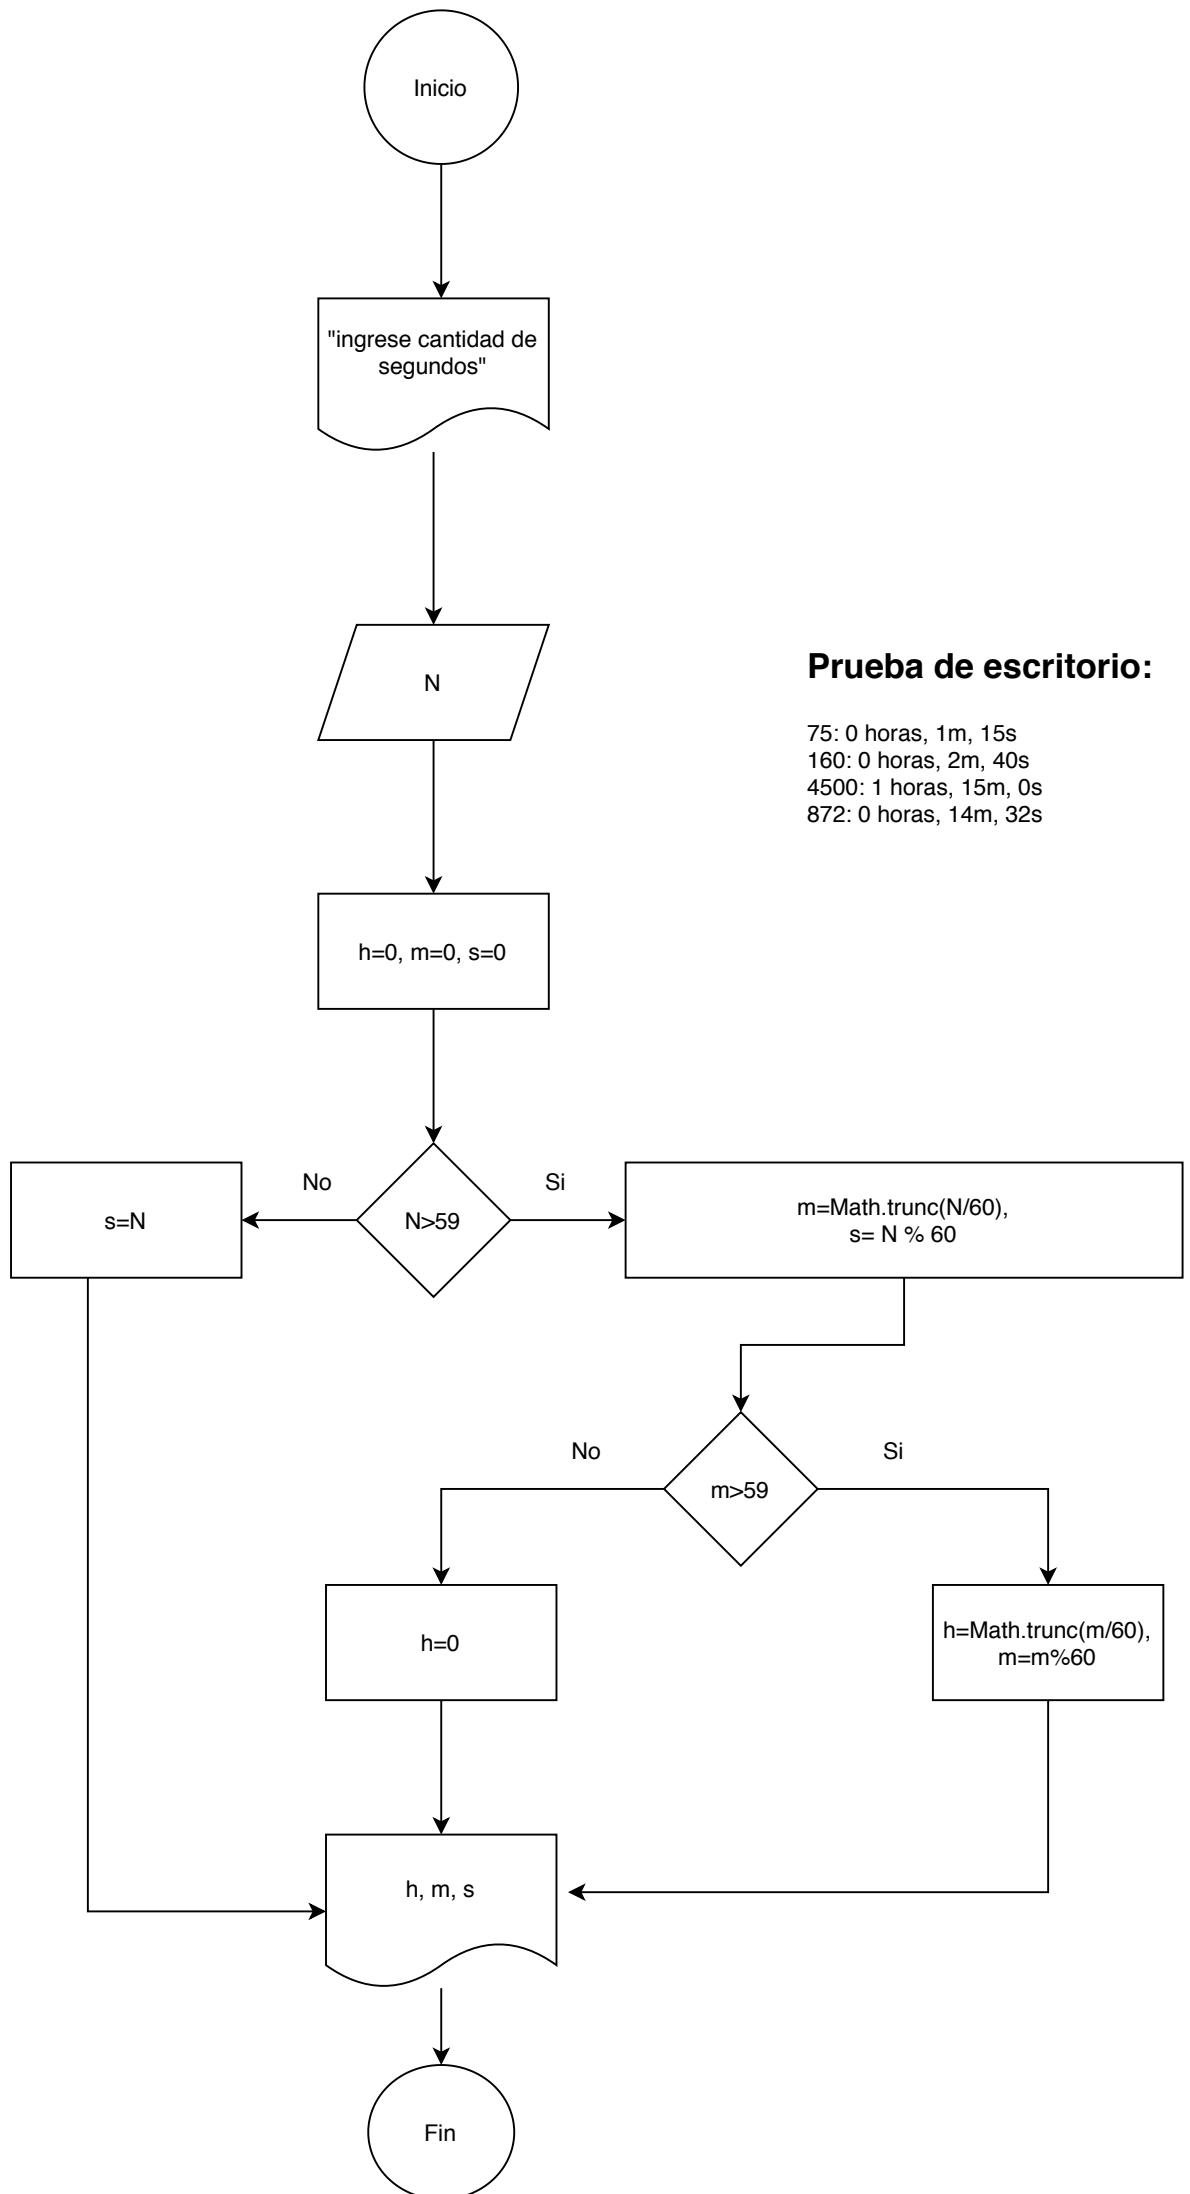 Inicio
"ingrese cantidad de
segundos"
N
Prueba de escritorio:
75: 0 horas, 1m, 15s
160: 0 horas, 2m, 40s
4500: 1 horas, 15m, 0s
872: 0 horas, 14m, 32s
h=0, m=0, s=0
No
Si
s=N
N>59
m=Math.trunc(N/60),
s= N % 60
No
Si
m>59
h=0
h=Math.trunc(m/60),
m=m%60
h, m, s
Fin